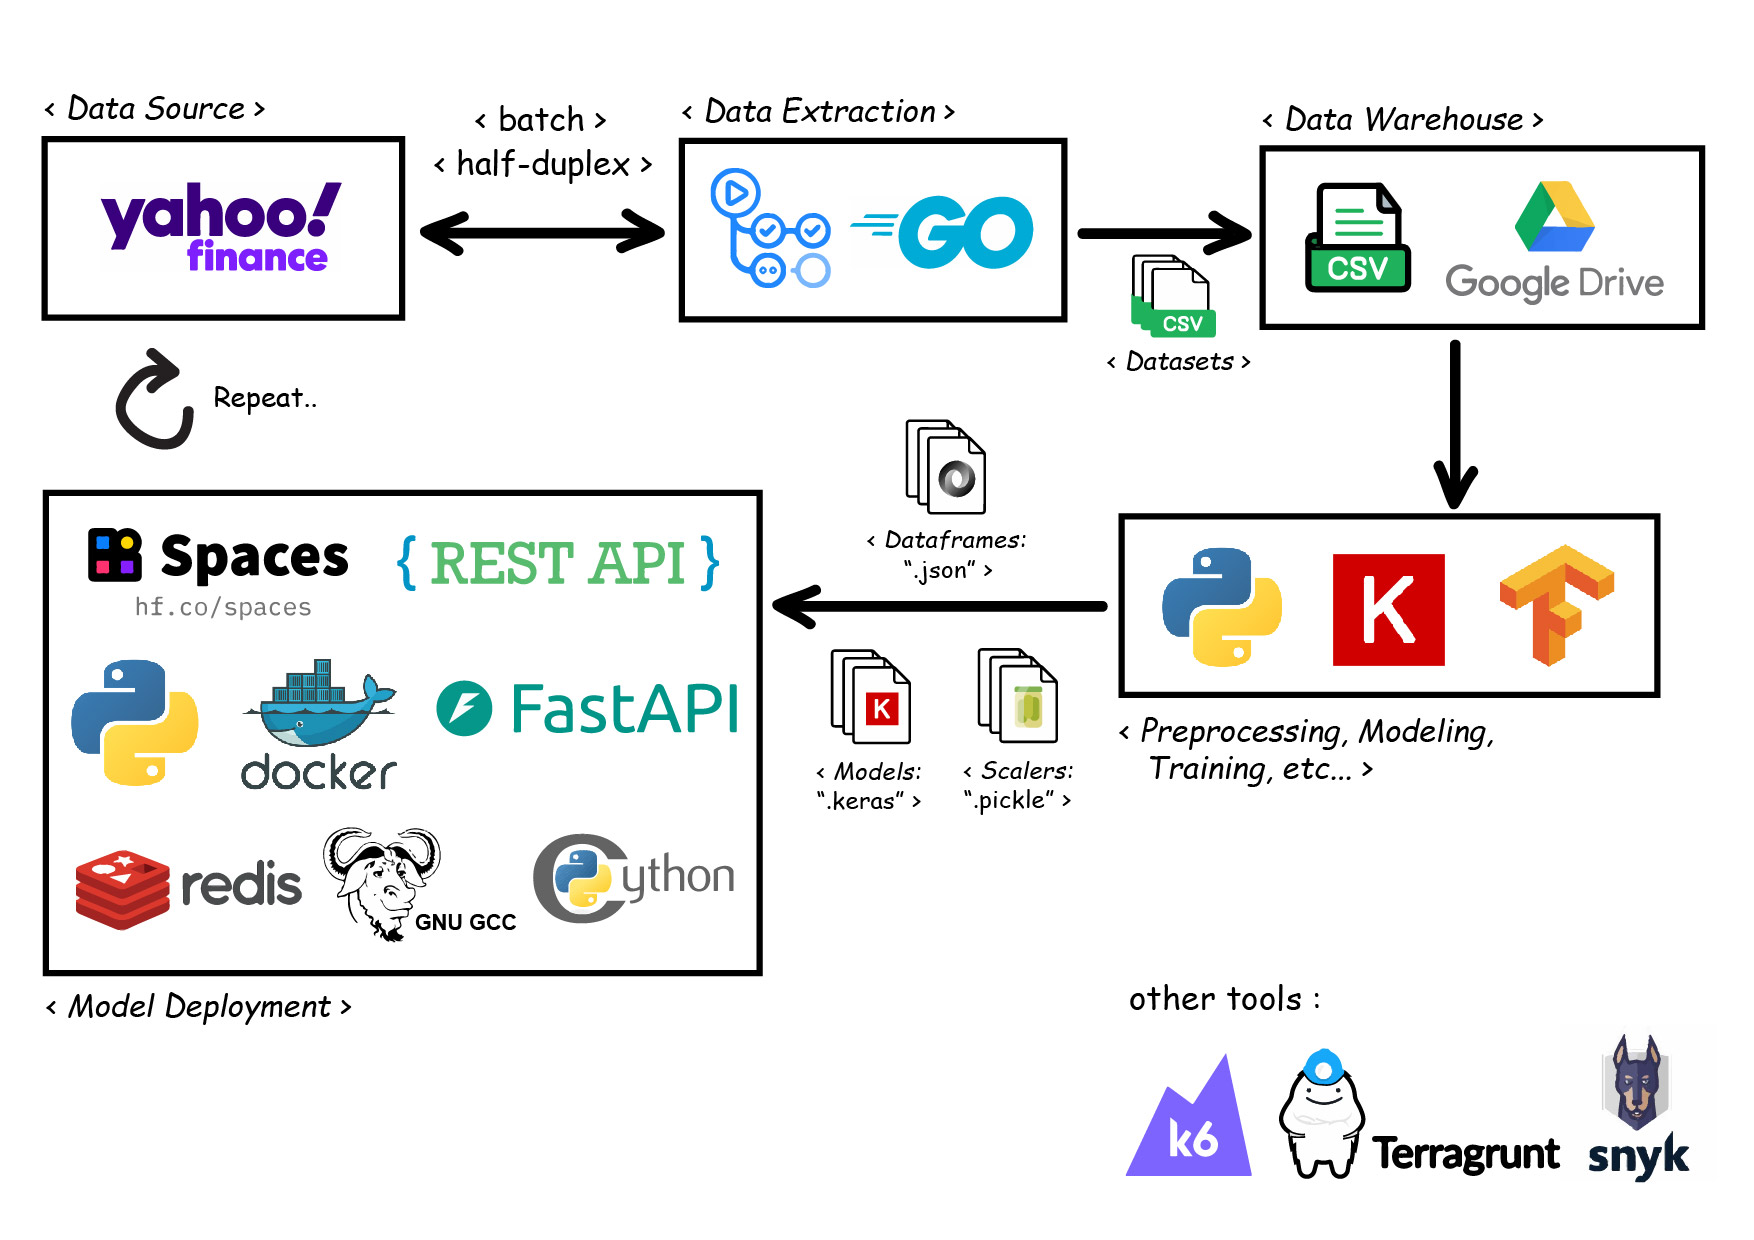 ‹ Data Source ›
yahoo!
finance
‹ batch ›
‹ half-duplex ›
‹ Data Extraction ›
GO
‹ Data Warehouse ›
CSV
Google Drive
CSV
‹ Datasets ›
Repeat..
‹ Dataframes:
“.json” ›
Spaces
hf.co/spaces
{ REST API }
docker
FastAPI
redis
GNU GCC
Cython
‹ Model Deployment ›
K
‹ Models:
“.keras” ›
‹ Scalers:
“.pickle” ›
K
‹ Preprocessing, Modeling,
Training, etc... ›
other tools :
k6
Terragrunt
snyk